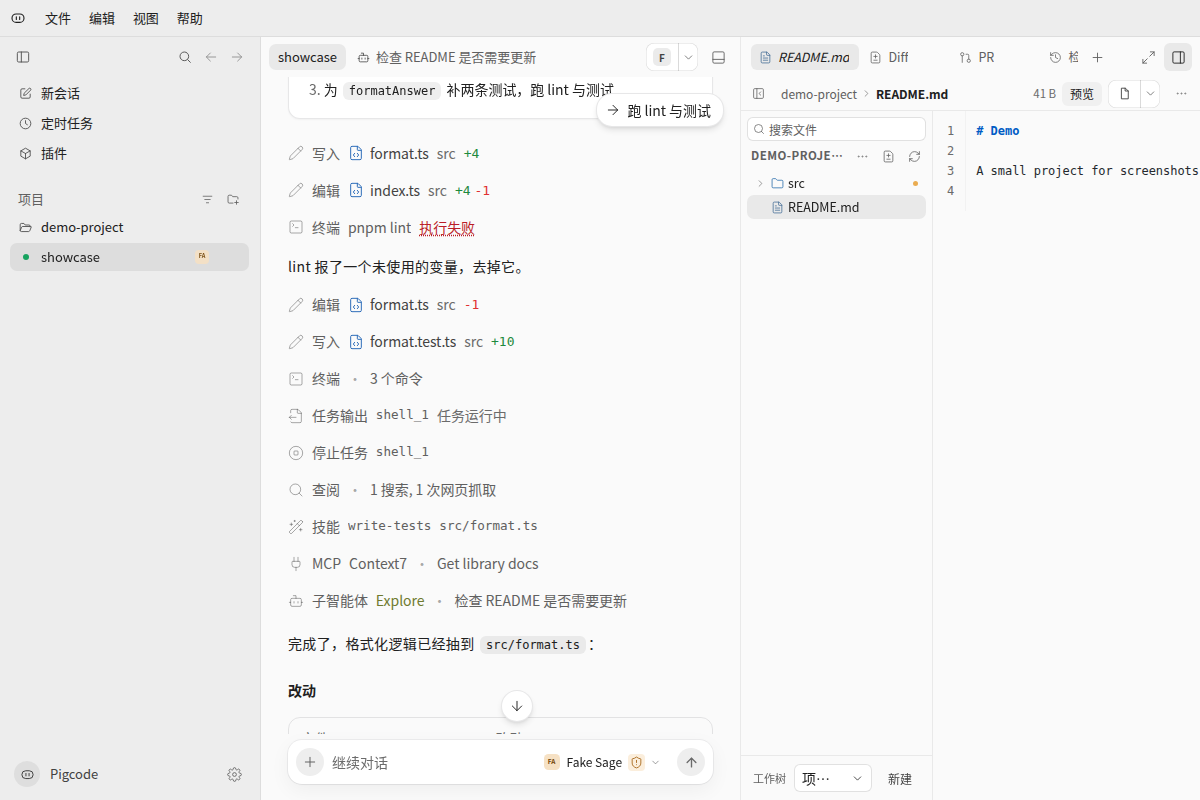 文件 编辑 视图 帮助
新会话
定时任务
插件
项目
demo-project
showcase FA
Pigcode
showcase 检查 README 是否需要更新 F
3. 为 formatAnswer 补两条测试，跑 lint 与测试
跑 lint 与测试
写入 format.ts src +4
编辑 index.ts src +4 -1
终端 pnpm lint 执行失败
lint 报了一个未使用的变量，去掉它。
编辑 format.ts src -1
写入 format.test.ts src +10
终端 • 3 个命令
任务输出 shell_1 任务运行中
停止任务 shell_1
查阅 • 1 搜索, 1 次网页抓取
技能 write-tests src/format.ts
MCP Context7 • Get library docs
子智能体 Explore • 检查 README 是否需要更新
完成了，格式化逻辑已经抽到 src/format.ts：
改动
继续对话 FA Fake Sage
README.md Diff PR
demo-project README.md 41 B 预览
搜索文件
DEMO-PROJE…
src
README.md
1 # Demo
2
3 A small project for screenshots
4
工作树 项… 新建